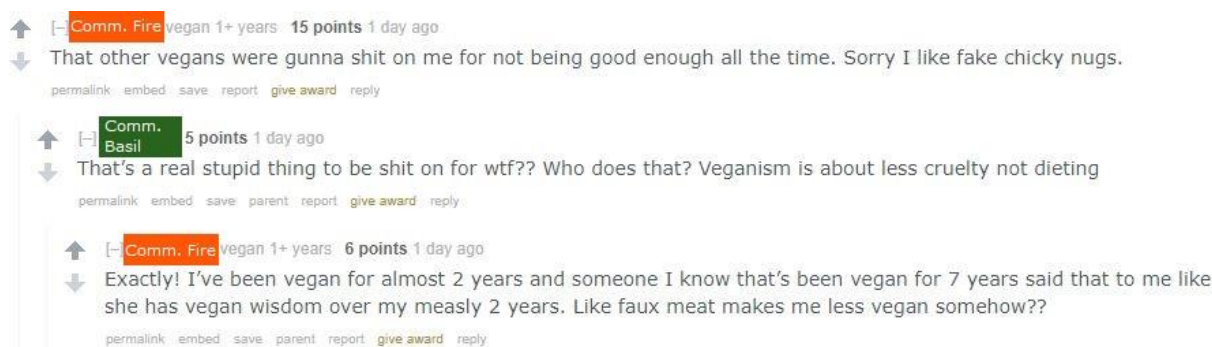 [–] Comm. Fire vegan 1+ years 15 points 1 day ago
That other vegans were gunna shit on me for not being good enough all the time. Sorry I like fake chicky nugs.
permalink embed save report give award reply
[–] Comm. Basil 5 points 1 day ago
That's a real stupid thing to be shit on for wtf?? Who does that? Veganism is about less cruelty not dieting
permalink embed save parent report give award reply
[–] Comm. Fire vegan 1+ years 6 points 1 day ago
Exactly! I've been vegan for almost 2 years and someone I know that's been vegan for 7 years said that to me like
she has vegan wisdom over my measly 2 years. Like faux meat makes me less vegan somehow??
permalink embed save parent report give award reply